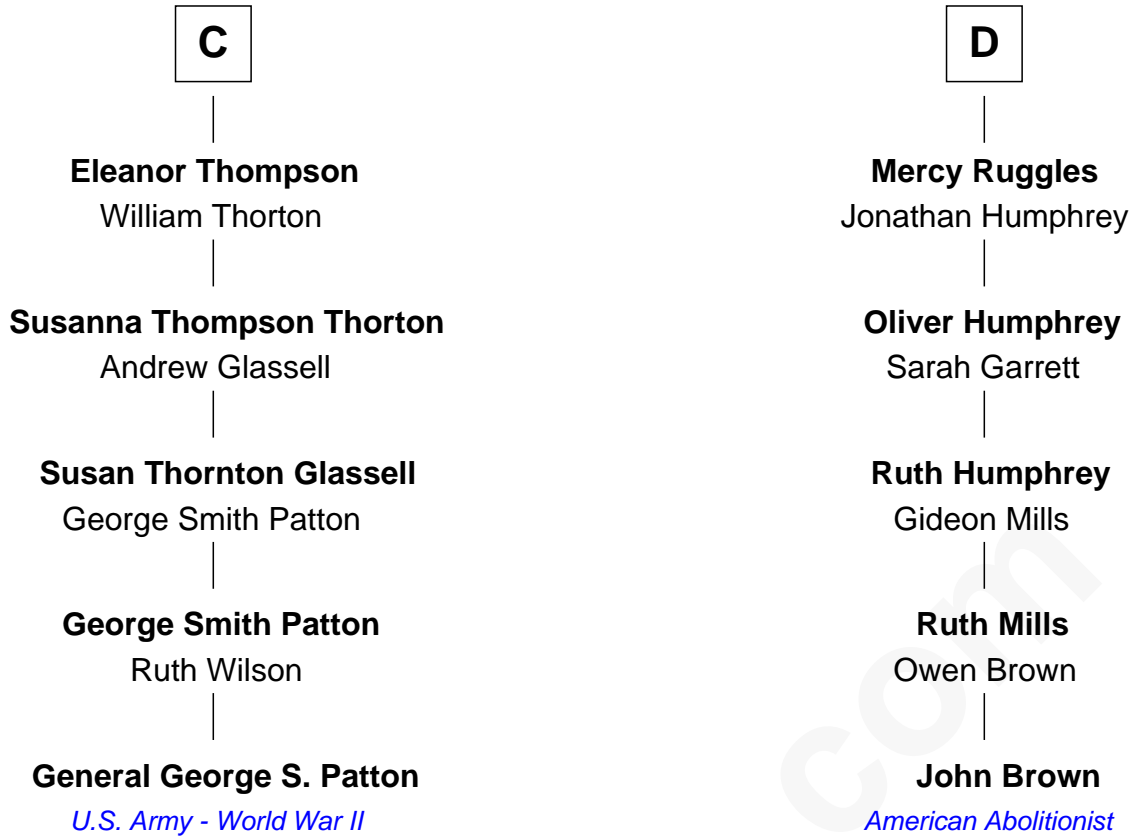 C
Eleanor Thompson
William Thorton
Susanna Thompson Thorton
Andrew Glassell
Susan Thornton Glassell
George Smith Patton
George Smith Patton
Ruth Wilson
General George S. Patton
U.S. Army - World War II
D
Mercy Ruggles
Jonathan Humphrey
Oliver Humphrey
Sarah Garrett
Ruth Humphrey
Gideon Mills
Ruth Mills
Owen Brown
John Brown
American Abolitionist
com